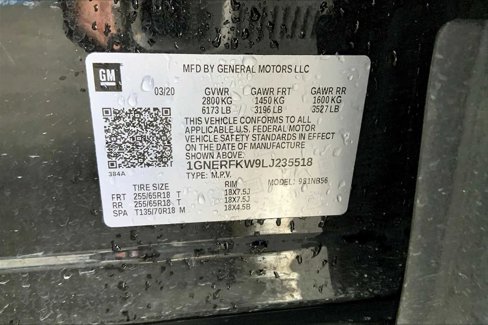 GM
MFD BY GENERAL MOTORS LLC
03/20 GVWR GAWR FRT GAWR RR
2800 KG 1450 KG 1600 KG
6173 LB 3196 LB 3527 LB
THIS VEHICLE CONFORMS TO ALL
APPLICABLE U.S. FEDERAL MOTOR
VEHICLE SAFETY STANDARDS IN EFFECT
ON THE DATE OF MANUFACTURE
SHOWN ABOVE.
384A 1GNERFKW9LJ235518
TYPE: M.P.V. MODEL:
TIRE SIZE RIM
FRT 255/65R18 T 18X7.5J
RR 255/65R18 T 18X7.5J
SPA T135/70R18 M 18X4.5B